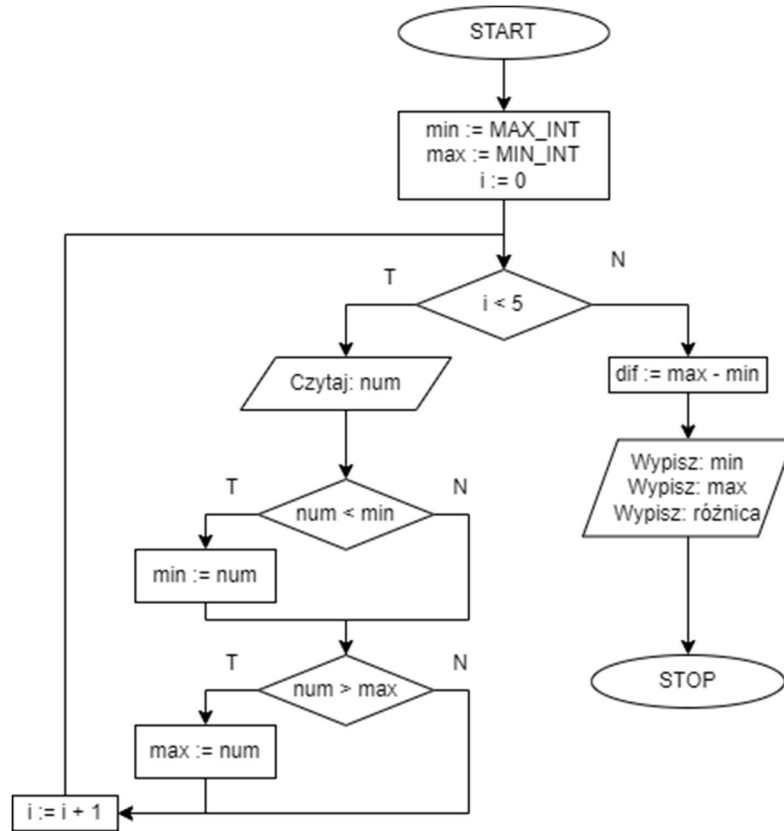 START
min := MAX_INT
max := MIN_INT
i := 0
T
N
i < 5
Czytaj: num
dif := max - min
T
N
num < min
min := num
Wypisz: min
Wypisz: max
Wypisz: różnica
T
N
num > max
max := num
STOP
i := i + 1